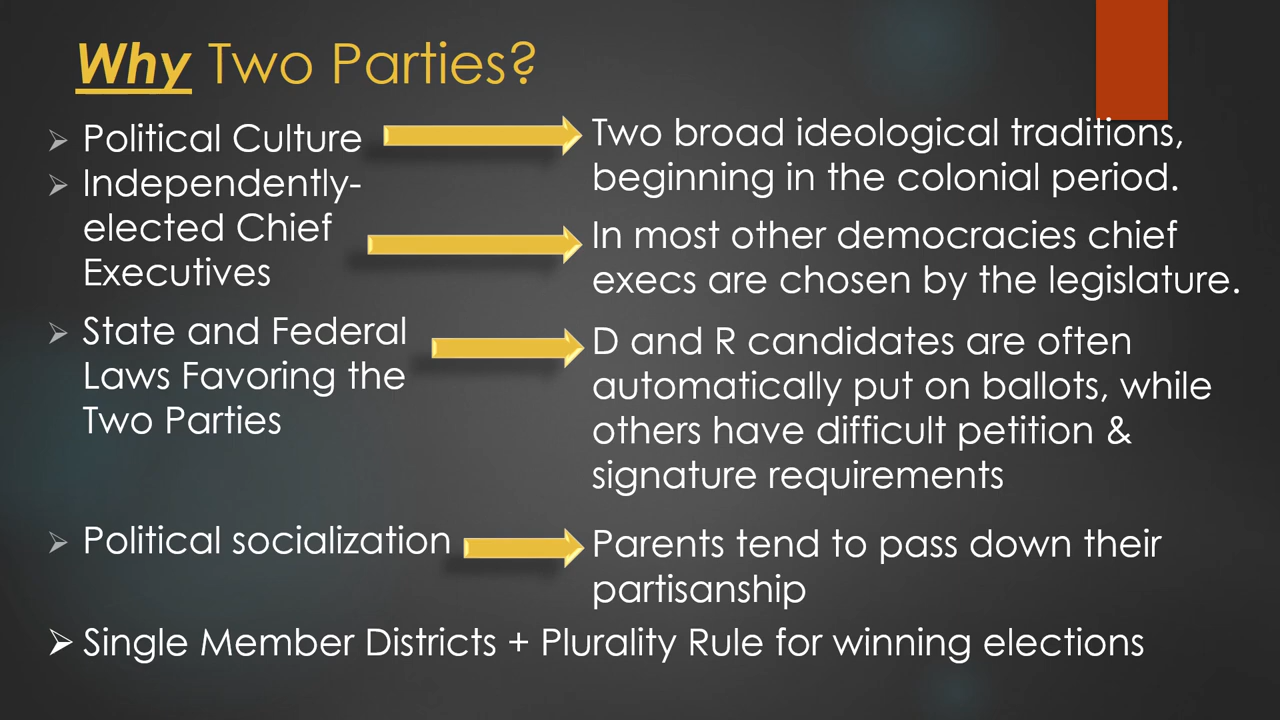 Why Two Parties?
Political Culture
Two broad ideological traditions,
beginning in the colonial period.
Independently-
elected Chief
Executives
In most other democracies chief
execs are chosen by the legislature.
State and Federal
Laws Favoring the
Two Parties
D and R candidates are often
automatically put on ballots, while
others have difficult petition &
signature requirements
Political socialization
Parents tend to pass down their
partisanship
Single Member Districts + Plurality Rule for winning elections